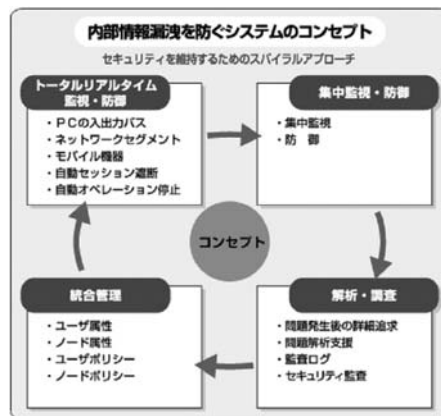 内部情報漏洩を防ぐシステムのコンセプト
セキュリティを維持するためのスパイラルアプローチ
トータルリアルタイム
監視・防御
・PCの入出力バス
・ネットワークセグメント
・モバイル機器
・自動セッション遮断
・自動オペレーション停止
集中監視・防御
・集中監視
・防 御
コンセプト
統合管理
・ユーザ属性
・ノード属性
・ユーザポリシー
・ノードポリシー
解析・調査
・問題発生後の詳細追求
・問題解析支援
・監査ログ
・セキュリティ監査